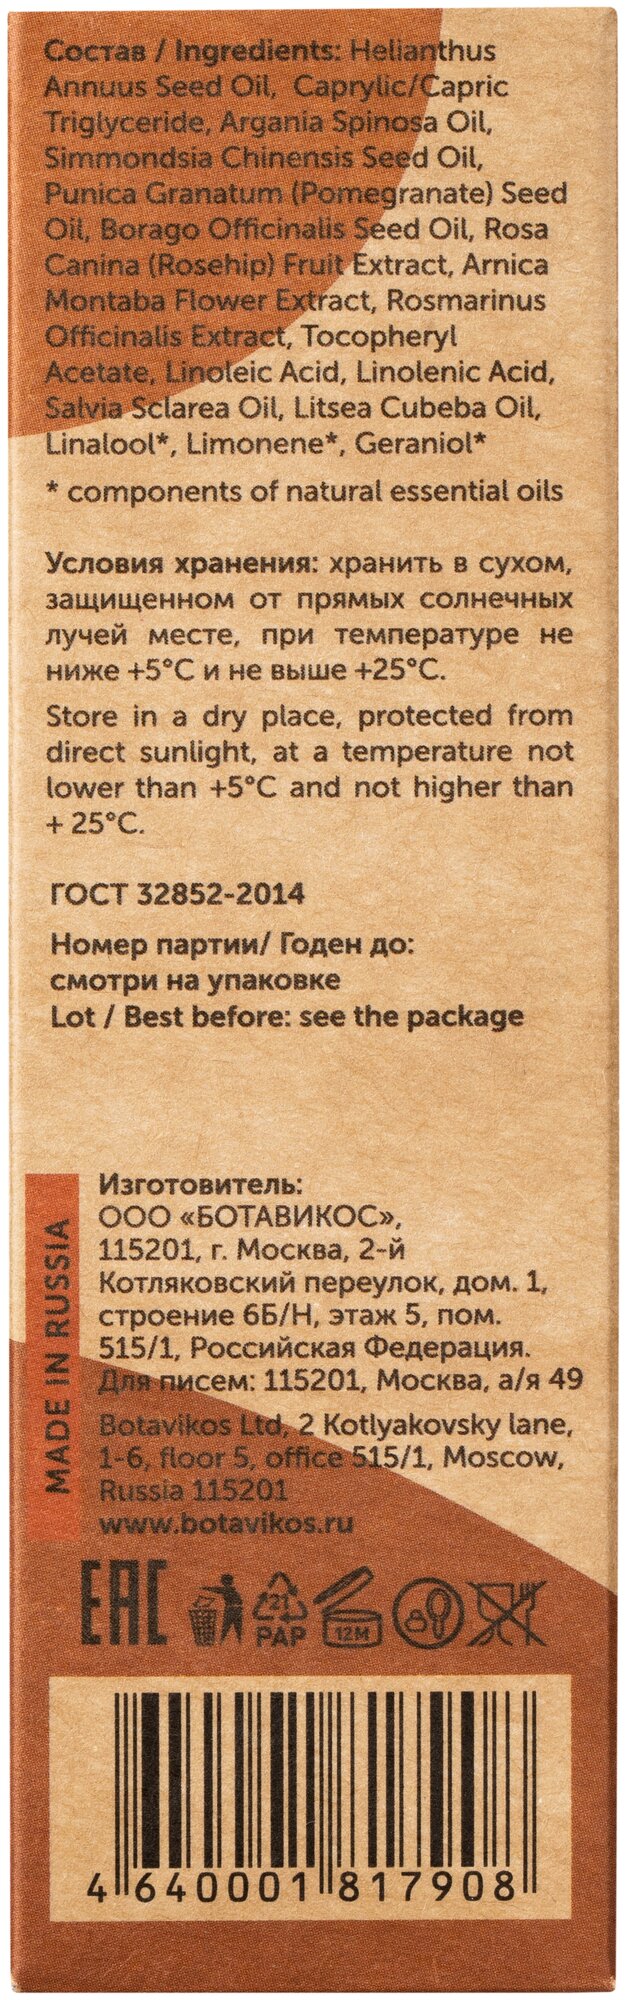 Состав / Ingredients: Helianthus
Annuus Seed Oil, Caprylic/Capric
Triglyceride, Argania Spinosa Oil,
Simmondsia Chinensis Seed Oil,
Punica Granatum (Pomegranate) Seed
Oil, Borago Officinalis Seed Oil, Rosa
Canina (Rosehip) Fruit Extract, Arnica
Montaba Flower Extract, Rosmarinus
Officinalis Extract, Tocopheryl
Acetate, Linoleic Acid, Linolenic Acid,
Salvia Sclarea Oil, Litsea Cubeba Oil,
Linalool*, Limonene*, Geraniol*
* components of natural essential oils
Условия хранения: хранить в сухом,
защищенном от прямых солнечных
лучей месте, при температуре не
ниже +5°С и не выше +25°С.
Store in a dry place, protected from
direct sunlight, at a temperature not
lower than +5°C and not higher than
+ 25°C.
ГОСТ 32852-2014
Номер партии/ Годен до:
смотри на упаковке
Lot / Best before: see the package
MADE IN RUSSIA
Изготовитель:
ООО «БОТАВИКОС»,
115201, г. Москва, 2-й
Котляковский переулок, дом. 1,
строение 6Б/Н, этаж 5, пом.
515/1, Российская Федерация.
Для писем: 115201, Москва, а/я 49
Botavikos Ltd, 2 Kotlyakovsky lane,
1-6, floor 5, office 515/1, Moscow,
Russia 115201
www.botavikos.ru
EAC
21
PAP
12M
4 640001 817908